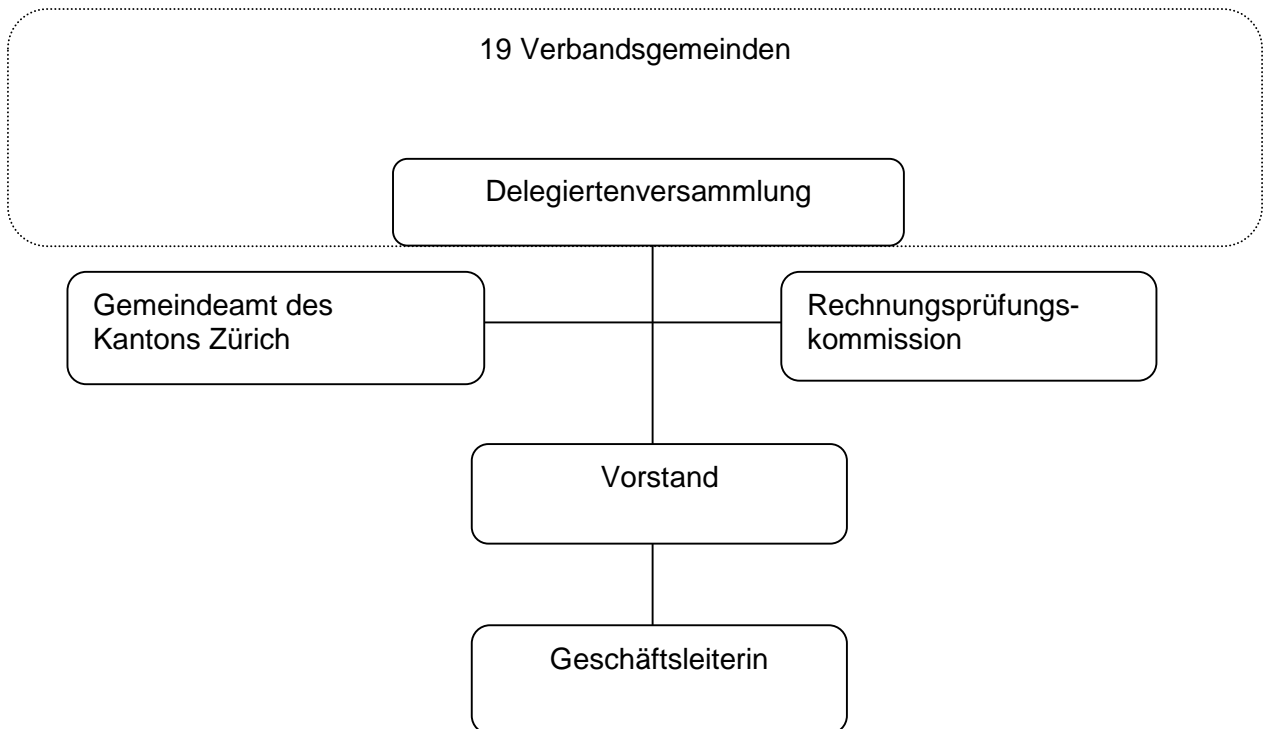 19 Verbandsgemeinden
Delegiertenversammlung
Gemeindeamt des
Kantons Zürich
Rechnungsprüfungs-
kommission
Vorstand
Geschäftsleiterin